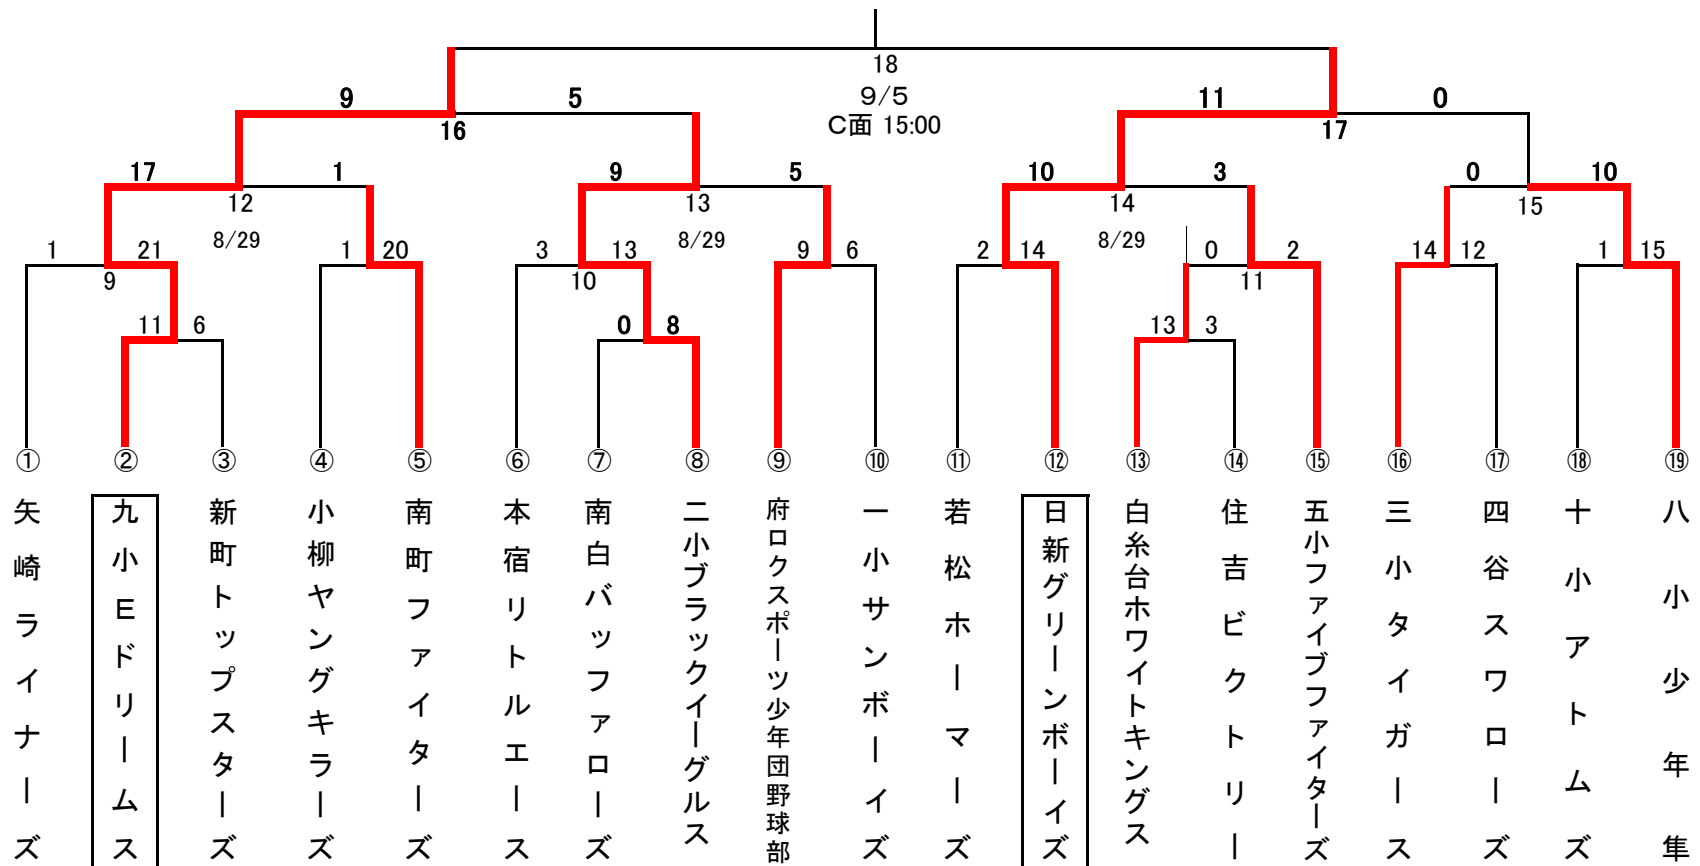 18
9/5
9 5 11 0
C面 15:00
16 17
17 1 9 5 10 3 0 10
12 13 14 15
8/29 8/29 8/29
1 21 1 20 3 13 9 6 2 14 0 2 14 12 1 15
9 10 11
11 6 0 8 13 3
① ② ③ ④ ⑤ ⑥ ⑦ ⑧ ⑨ ⑩ ⑪ ⑫ ⑬ ⑭ ⑮ ⑯ ⑰ ⑱ ⑲
矢崎ライナーズ
九小Eドリームス
新町トップスターズ
小柳ヤングキラーズ
南町ファイターズ
本宿リトルエース
南白バッファローズ
二小ブラックイーグルス
府ロクスポーツ少年団野球部
一小サンボーイズ
若松ホーマーズ
日新グリーンボーイズ
白糸台ホワイトキングス
住吉ビクトリー
五小ファイブファイターズ
三小タイガース
四谷スワローズ
十小アトムズ
八小少年隼